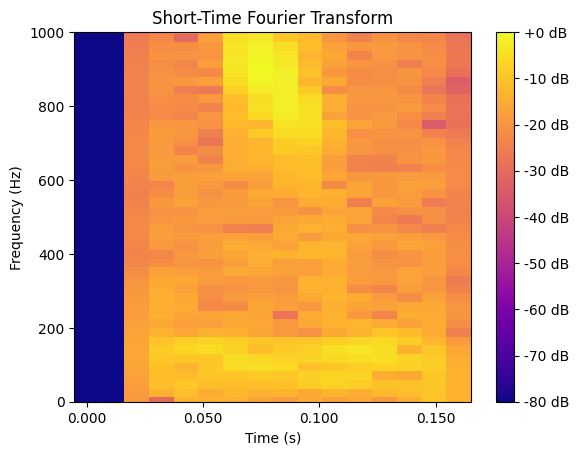 Short-Time Fourier Transform
1000
800
600
400
200
0
Frequency (Hz)
0.000
0.050
0.100
0.150
Time (s)
+0 dB
-10 dB
-20 dB
-30 dB
-40 dB
-50 dB
-60 dB
-70 dB
-80 dB